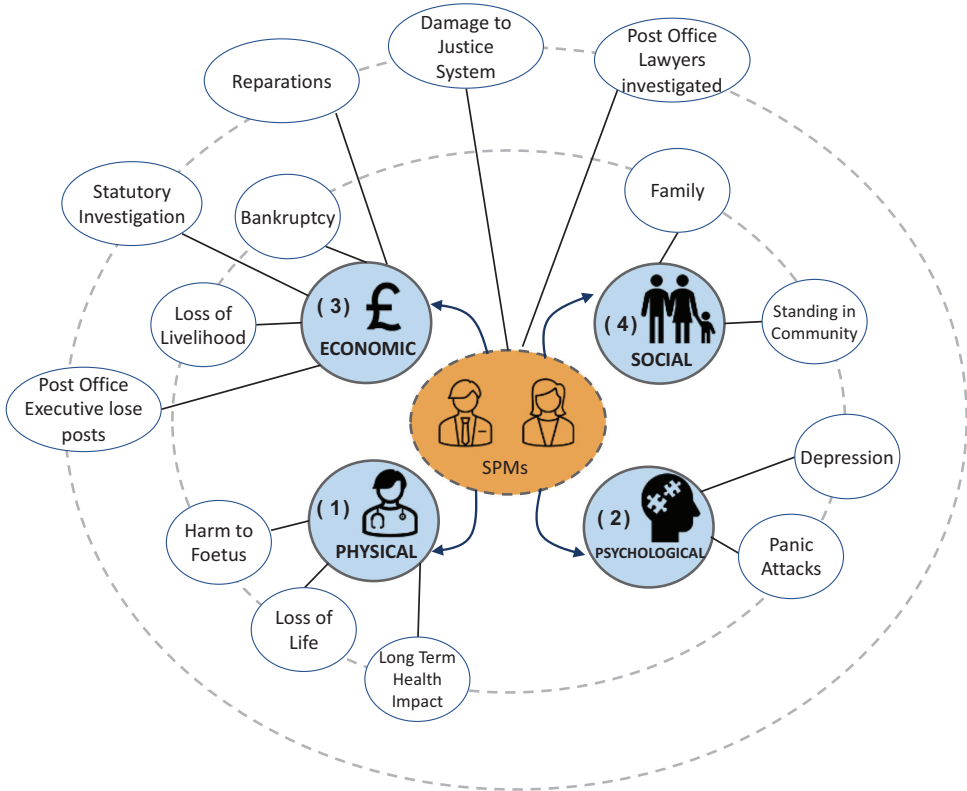 Damage to
Justice
System
Post Office
Lawyers
investigated
Reparations
Statutory
Investigation
Bankruptcy
Family
Loss of
Livelihood
( 3 )
£
ECONOMIC
( 4 )
SOCIAL
Standing in
Community
Post Office
Executive lose
posts
SPMs
Depression
( 1 )
PHYSICAL
( 2 )
PSYCHOLOGICAL
Harm to
Foetus
Panic
Attacks
Loss of
Life
Long Term
Health
Impact